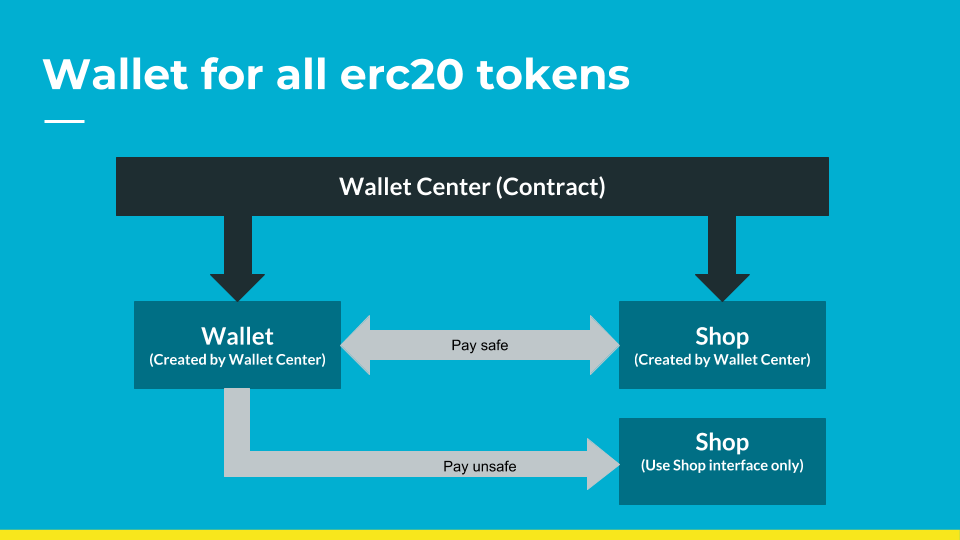 Wallet for all erc20 tokens
Wallet Center (Contract)
Wallet
(Created by Wallet Center)
Pay safe
Shop
(Created by Wallet Center)
Pay unsafe
Shop
(Use Shop interface only)